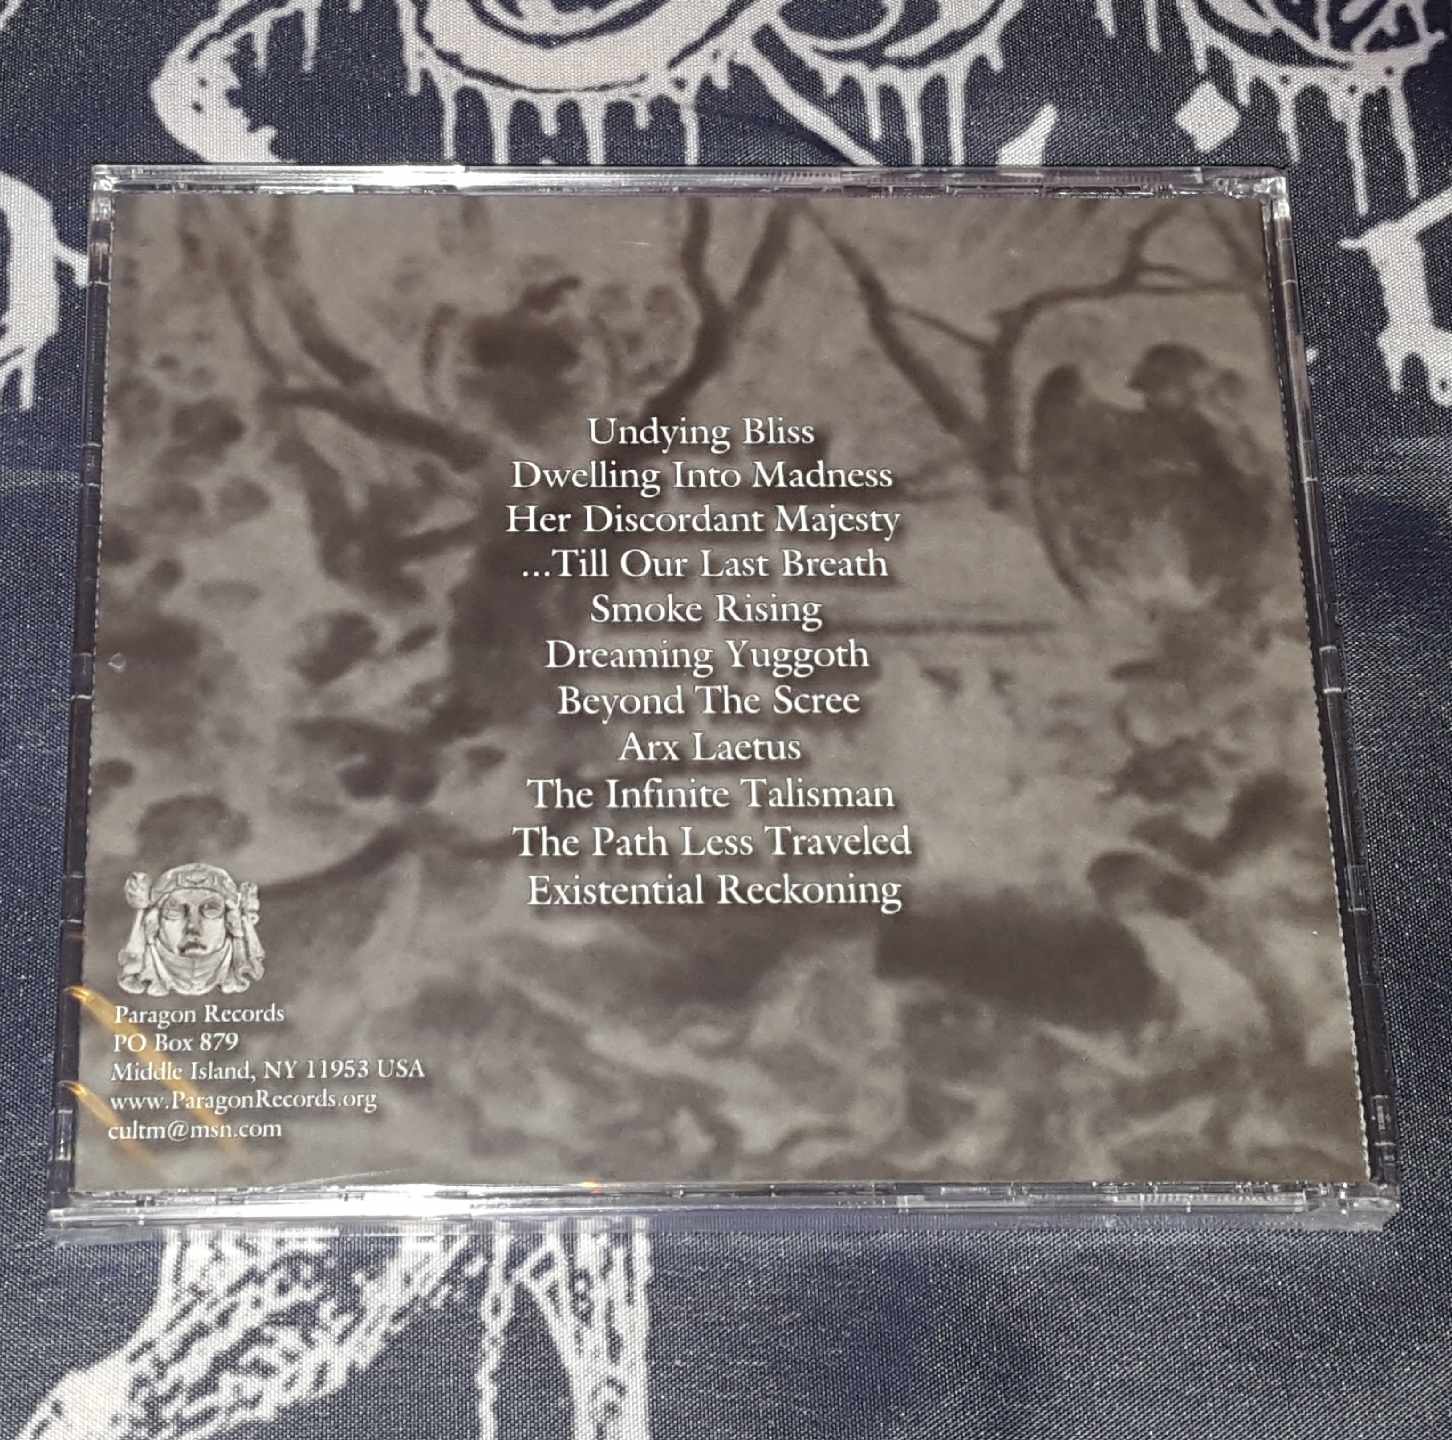 Undying Bliss
Dwelling Into Madness
Her Discordant Majesty
...Till Our Last Breath
Smoke Rising
Dreaming Yuggoth
Beyond The Scree
Arx Laetus
The Infinite Talisman
The Path Less Traveled
Existential Reckoning
Paragon Records
PO Box 879
Middle Island, NY 11953 USA
www.ParagonRecords.org
cultm@msn.com